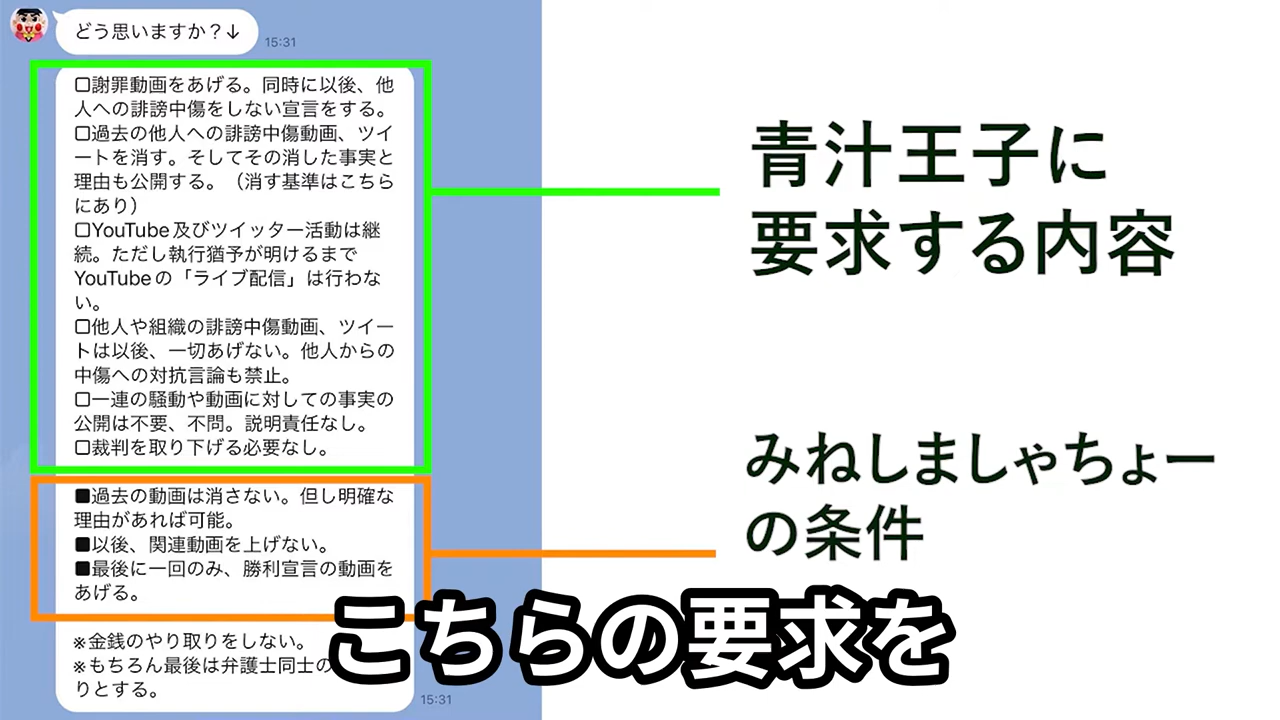 どう思いますか？↓
15:31
□謝罪動画をあげる。同時に以後、他
人への誹謗中傷をしない宣言をする。
□過去の他人への誹謗中傷動画、ツイ
ートを消す。そしてその消した事実と
理由も公開する。（消す基準はこちら
にあり）
□YouTube及びツイッター活動は継
続。ただし執行猶予が明けるまで
YouTubeの「ライブ配信」は行わな
い。
□他人や組織の誹謗中傷動画、ツイー
トは以後、一切あげない。他人からの
中傷への対抗言論も禁止。
□一連の騒動や動画に対しての事実の
公開は不要、不問。説明責任なし。
□裁判を取り下げる必要なし。
■過去の動画は消さない。但し明確な
理由があれば可能。
■以後、関連動画を上げない。
■最後に一回のみ、勝利宣言の動画を
あげる。
※金銭のやり取りをしない。
※もちろん最後は弁護士同士の
りとする。
15:31
青汁王子に
要求する内容
みねしましゃちょー
の条件
こちらの要求を